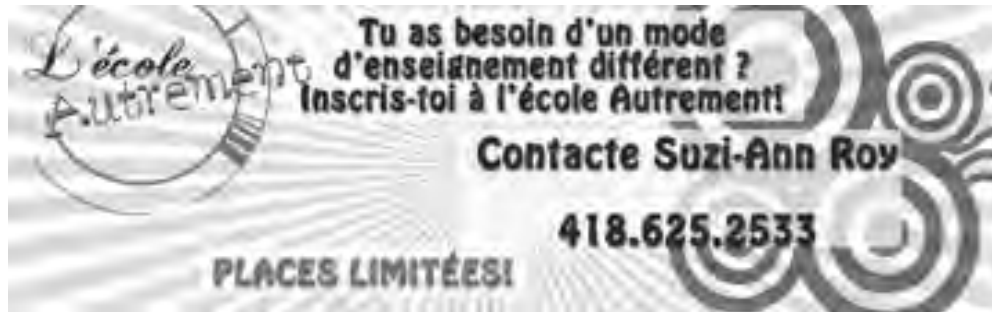 L'école
Autrement
Tu as besoin d'un mode
d'enseignement différent ?
Inscris-toi à l'école Autrement!
Contacte Suzi-Ann Roy
418.625.2533
PLACES LIMITÉES!